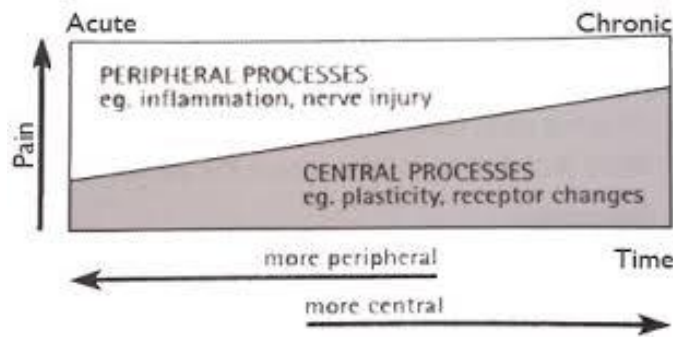 Acute
Chronic
PERIPHERAL PROCESSES
eg. inflammation, nerve injury
Pain
CENTRAL PROCESSES
eg. plasticity, receptor changes
more peripheral
Time
more central